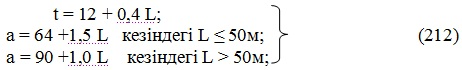 t = 12 + 0,4 L;
a = 64 +1,5 L кезіндегі L ≤ 50м;
a = 90 +1,0 L кезіндегі L > 50м;
(212)